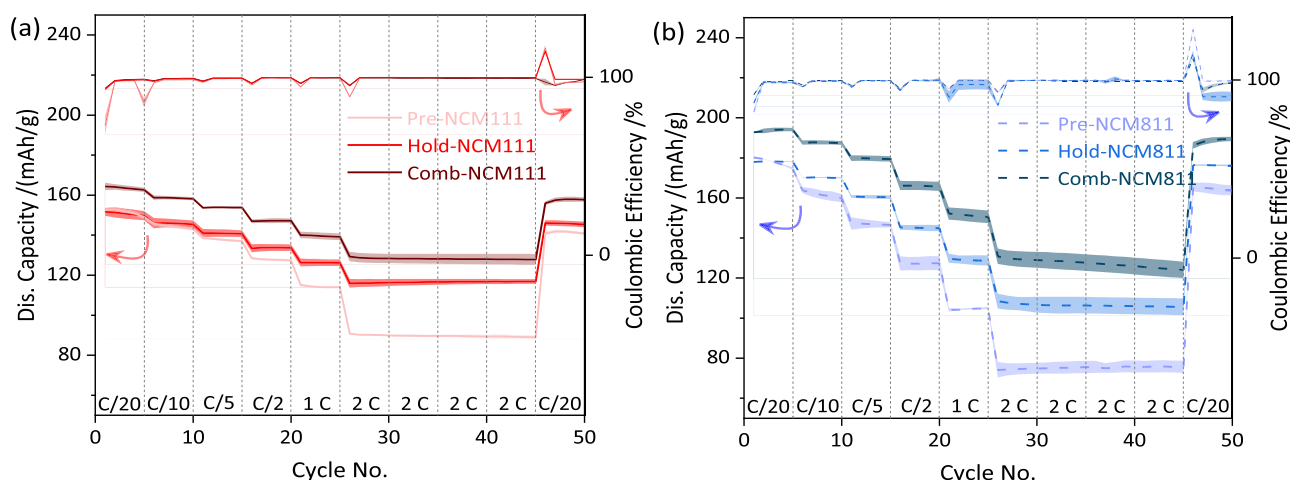 (a)
240
200
160
120
80
Dis. Capacity /(mAh/g)
Pre-NCM111
Hold-NCM111
Comb-NCM111
100
0
Coulombic Efficiency /%
C/20 C/10 C/5 C/2 1 C 2 C 2 C 2 C 2 C C/20
0 10 20 30 40 50
Cycle No.
(b)
240
200
160
120
80
Dis. Capacity /(mAh/g)
Pre-NCM811
Hold-NCM811
Comb-NCM811
100
0
Coulombic Efficiency /%
C/20 C/10 C/5 C/2 1 C 2 C 2 C 2 C 2 C C/20
0 10 20 30 40 50
Cycle No.